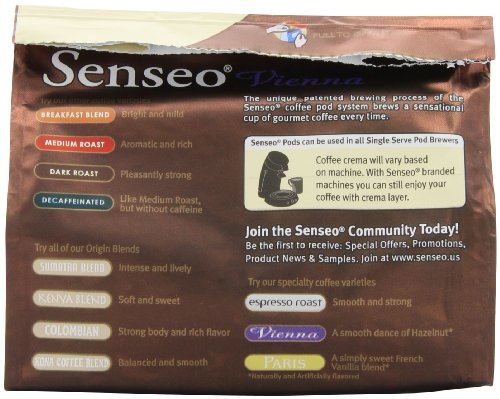 PULL TO
Senseo® Vienna
Try our
BREAKFAST BLEND Bright and mild
MEDIUM ROAST Aromatic and rich
DARK ROAST Pleasantly strong
DECAFFEINATED Like Medium Roast,
but without caffeine
Try all of our Origin Blends
SUMATRA BLEND Intense and lively
KENYA BLEND Soft and sweet
COLOMBIAN Strong body and rich flavor
KONA COFFEE BLEND Balanced and smooth
The unique patented brewing process of the
Senseo® coffee pod system brews a sensational
cup of gourmet coffee every time.
Senseo® Pods can be used in all Single Serve Pod Brewers
Coffee crema will vary based
on machine. With Senseo® branded
machines you can still enjoy your
coffee with crema layer.
Join the Senseo® Community Today!
Be the first to receive: Special Offers, Promotions,
Product News & Samples. Join at www.senseo.us
Try our specialty coffee varieties
espresso roast Smooth and strong
Vienna A smooth dance of Hazelnut*
PARIS A simply sweet French
Vanilla blend*
*Naturally and Artificially flavored